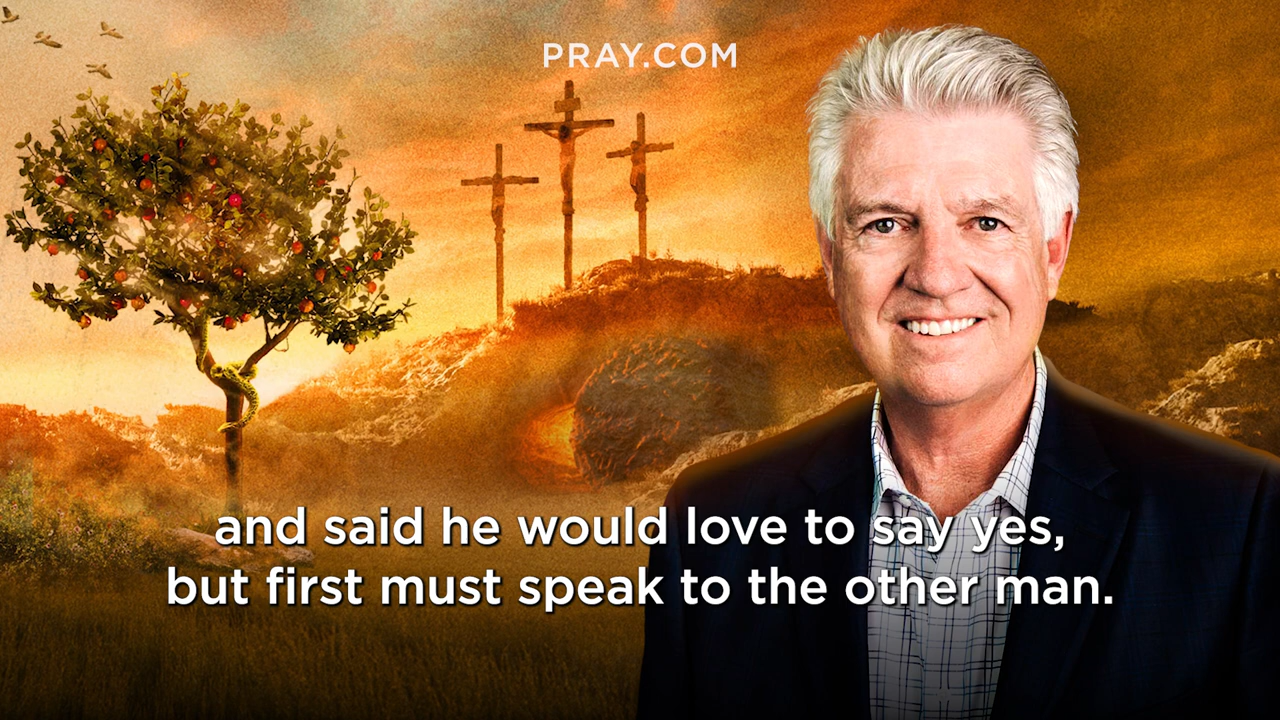 PRAY.COM
and said he would love to say yes,
but first must speak to the other man.